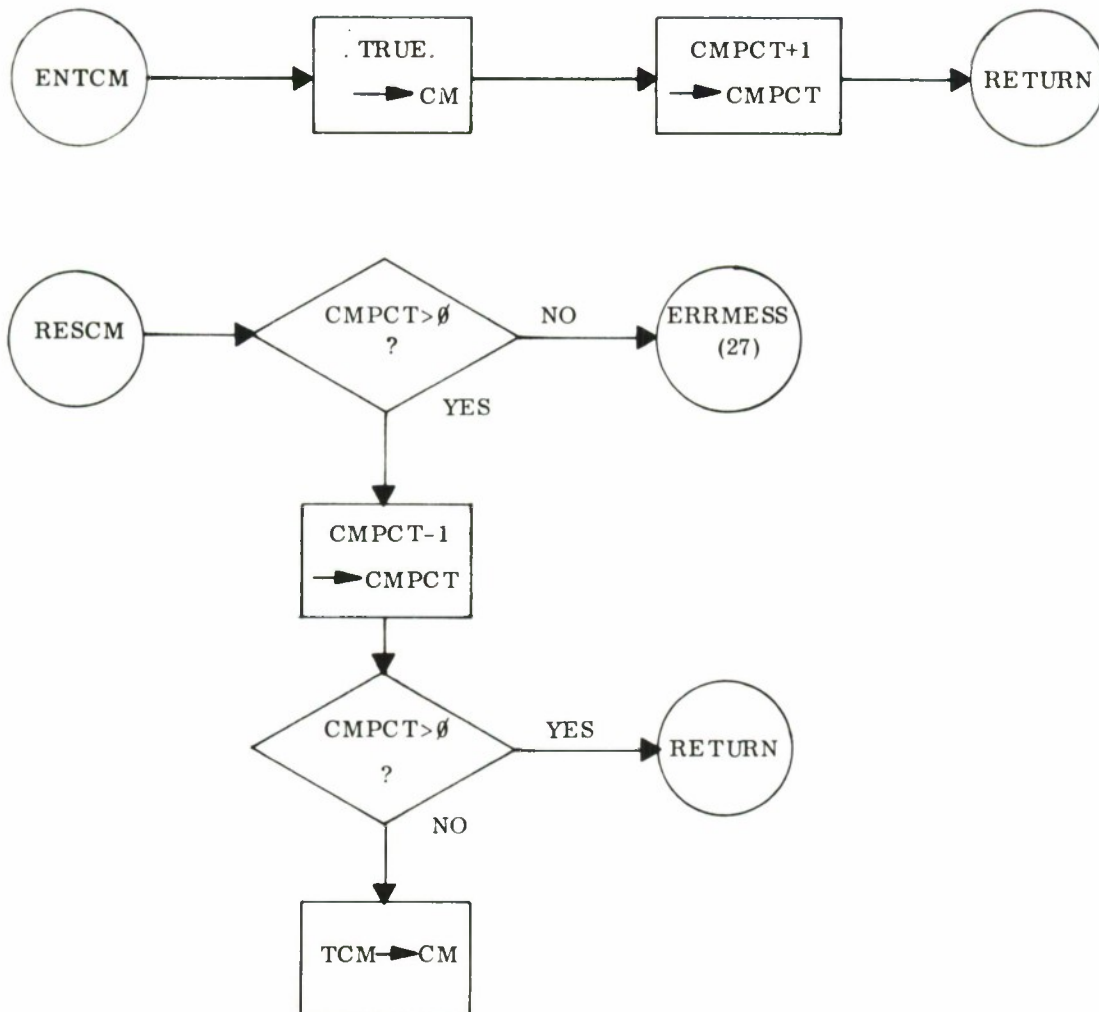 ENTCM
. TRUE.
→ CM
CMPCT+1
→ CMPCT
RETURN
RESCM
CMPCT>Ø
?
NO
ERRMESS
(27)
YES
CMPCT-1
→ CMPCT
CMPCT>Ø
?
YES
RETURN
NO
TCM→CM